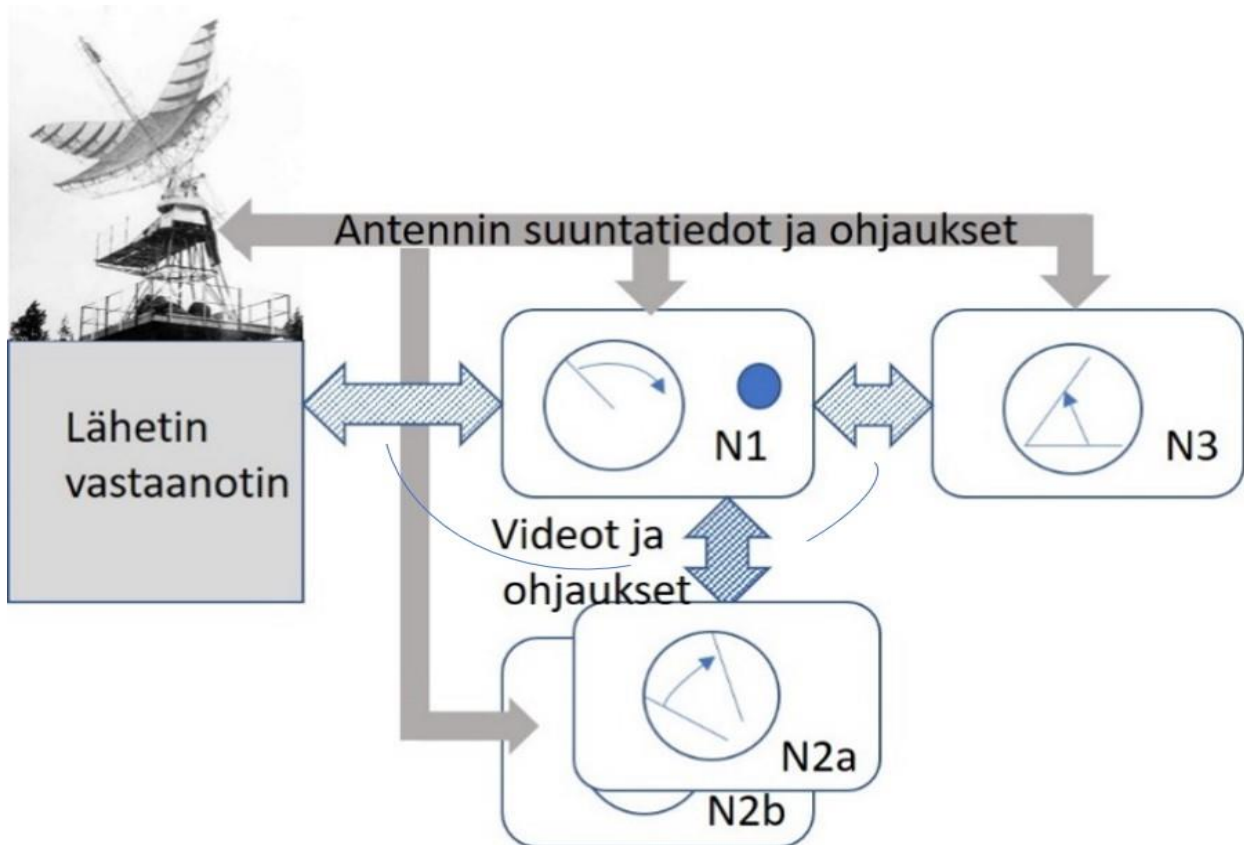 Antennin suuntatiedot ja ohjaukset
Lähetin
vastaanotin
N1
N3
Videot ja
ohjaukset
N2a
N2b